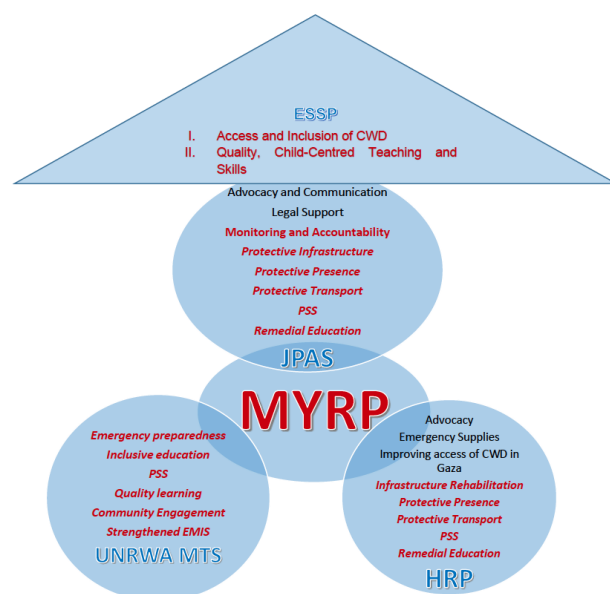 ESSP
I. Access and Inclusion of CWD
II. Quality, Child-Centred Teaching and
Skills
Advocacy and Communication
Legal Support
Monitoring and Accountability
Protective Infrastructure
Protective Presence
Protective Transport
PSS
Remedial Education
JPAS
MYRP
Emergency preparedness
Inclusive education
PSS
Quality learning
Community Engagement
Strengthened EMIS
UNRWA MTS
Advocacy
Emergency Supplies
Improving access of CWD in
Gaza
Infrastructure Rehabilitation
Protective Presence
Protective Transport
PSS
Remedial Education
HRP